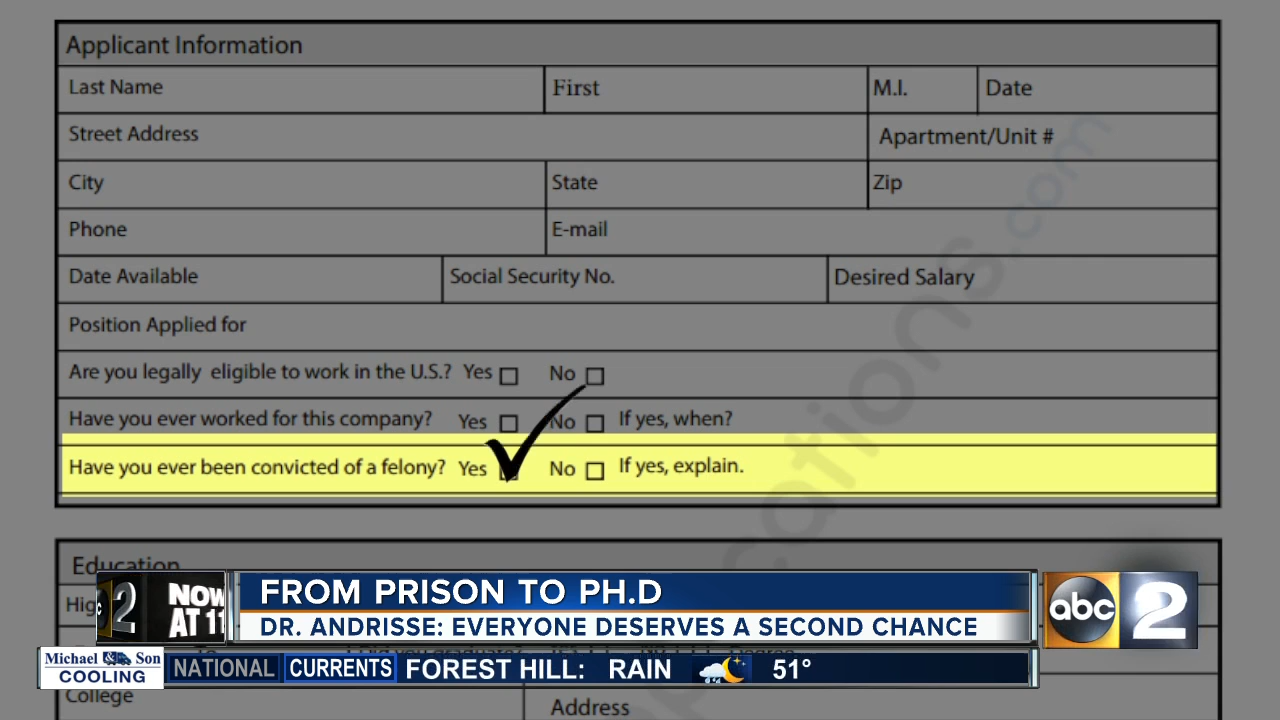 Applicant Information
Last Name First M.I. Date
Street Address Apartment/Unit #
City State Zip
Phone E-mail
Date Available Social Security No. Desired Salary
Position Applied for
Are you legally eligible to work in the U.S.? Yes No
Have you ever worked for this company? Yes No If yes, when?
Have you ever been convicted of a felony? Yes No If yes, explain.
Education
2 NOW AT 11
FROM PRISON TO PH.D
DR. ANDRISSE: EVERYONE DESERVES A SECOND CHANCE
abc 2
Michael & Son
COOLING
NATIONAL CURRENTS FOREST HILL: RAIN 51°
College Address